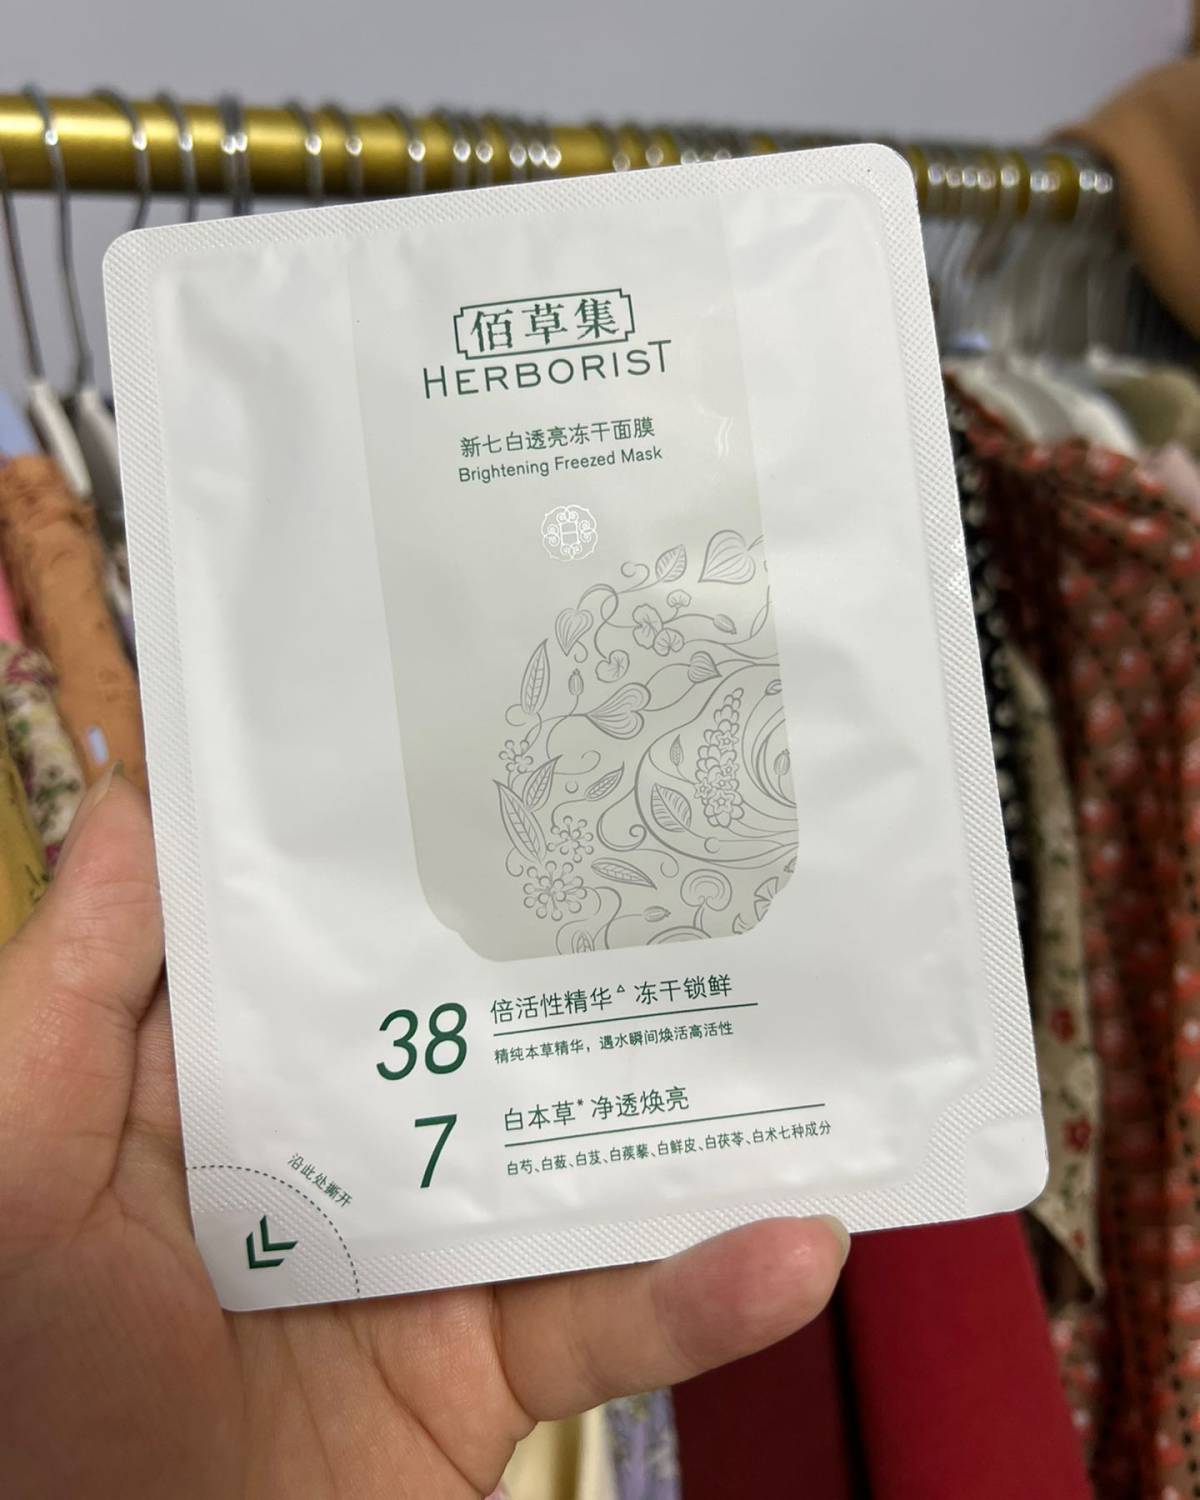 佰草集
HERBORIST
新七白透亮冻干面膜
Brightening Freezed Mask
38 倍活性精华△ 冻干锁鲜
精纯本草精华，遇水瞬间焕活高活性
7 白本草* 净透焕亮
白芍、白蔹、白芨、白蒺藜、白鲜皮、白茯苓、白术七种成分
沿此处撕开